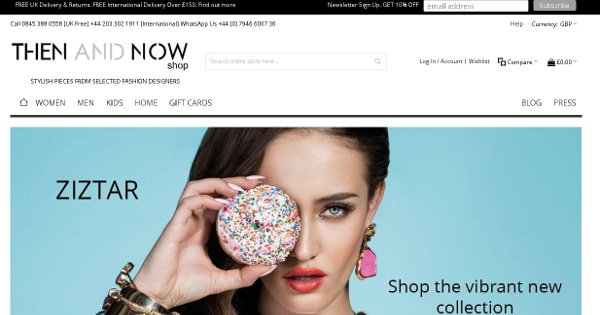 FREE UK Delivery & Returns. FREE International Delivery Over £150. Find out more
Newsletter Sign Up. GET 10% OFF
email address
Subscribe
Call 0845 388 0558 [UK Free] +44 203 302 1911 [International] WhatsApp Us +44 (0) 7946 6007 36
Help
Currency: GBP
THEN AND NOW
shop
STYLISH PIECES FROM SELECTED FASHION DESIGNERS
Search entire store here...
Log In / Account | Wishlist
Compare
£0.00
WOMEN MEN KIDS HOME GIFT CARDS
BLOG PRESS
ZIZTAR
Shop the vibrant new
collection